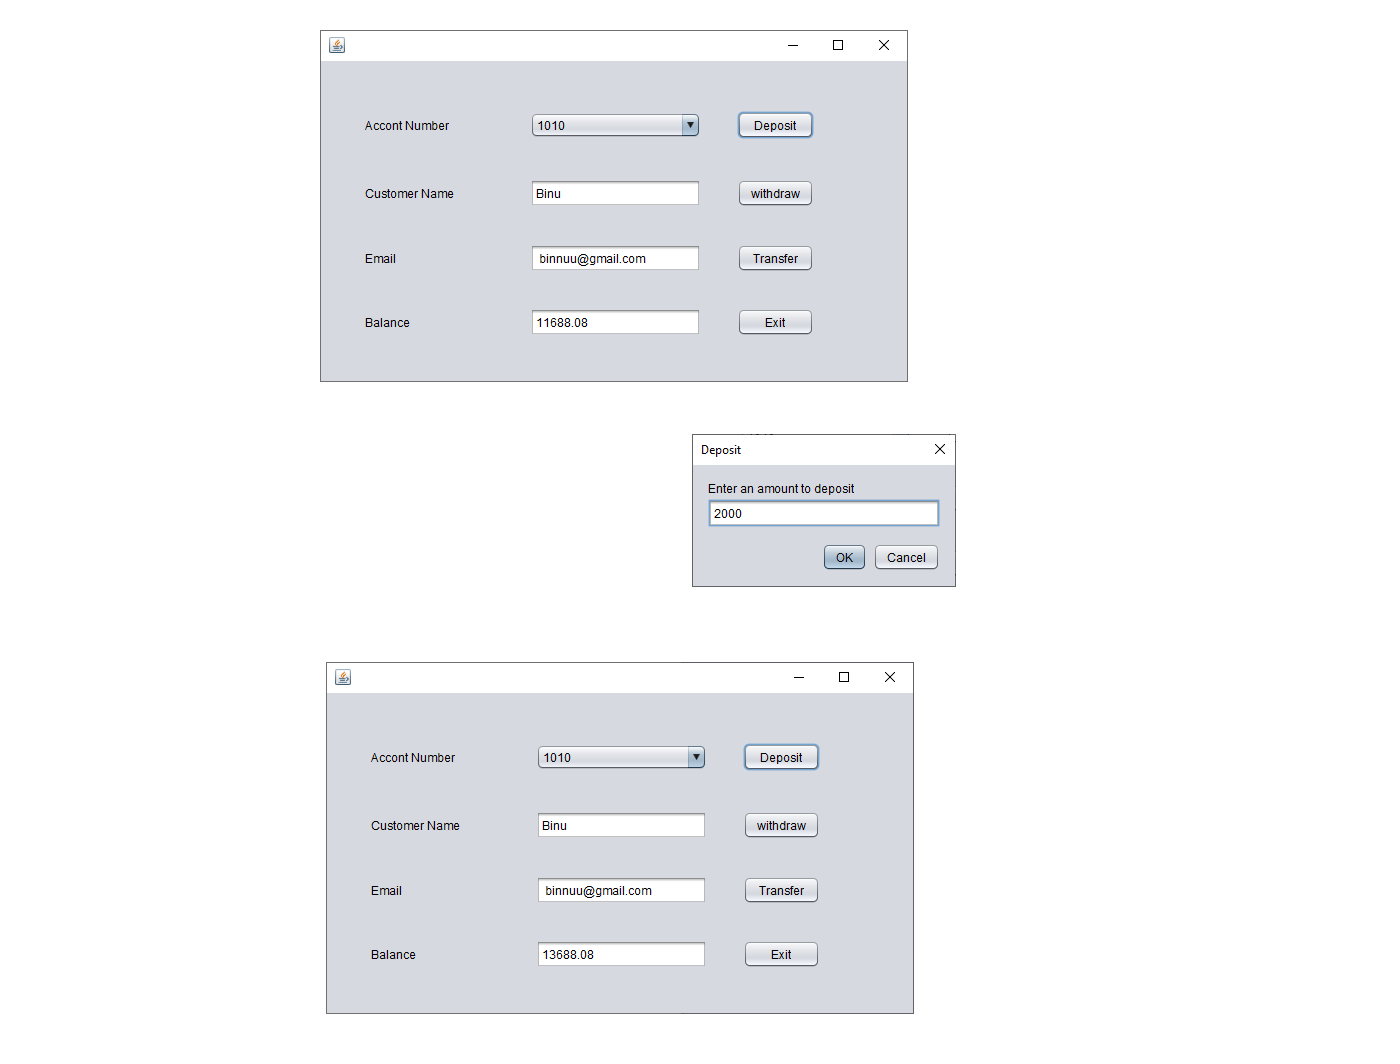 Accont Number 1010 Deposit
Customer Name Binu withdraw
Email binnuu@gmail.com Transfer
Balance 11688.08 Exit
Deposit
Enter an amount to deposit
2000
OK Cancel
Accont Number 1010 Deposit
Customer Name Binu withdraw
Email binnuu@gmail.com Transfer
Balance 13688.08 Exit